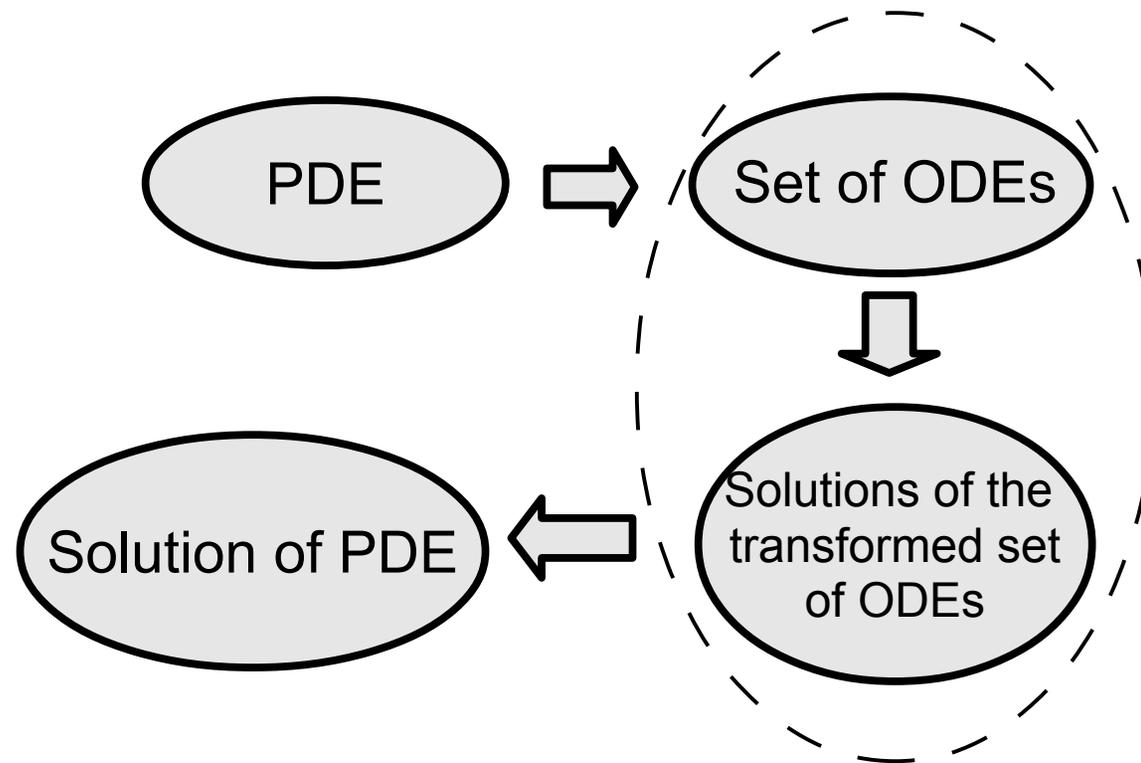 PDE
Set of ODEs
Solutions of the
transformed set
of ODEs
Solution of PDE